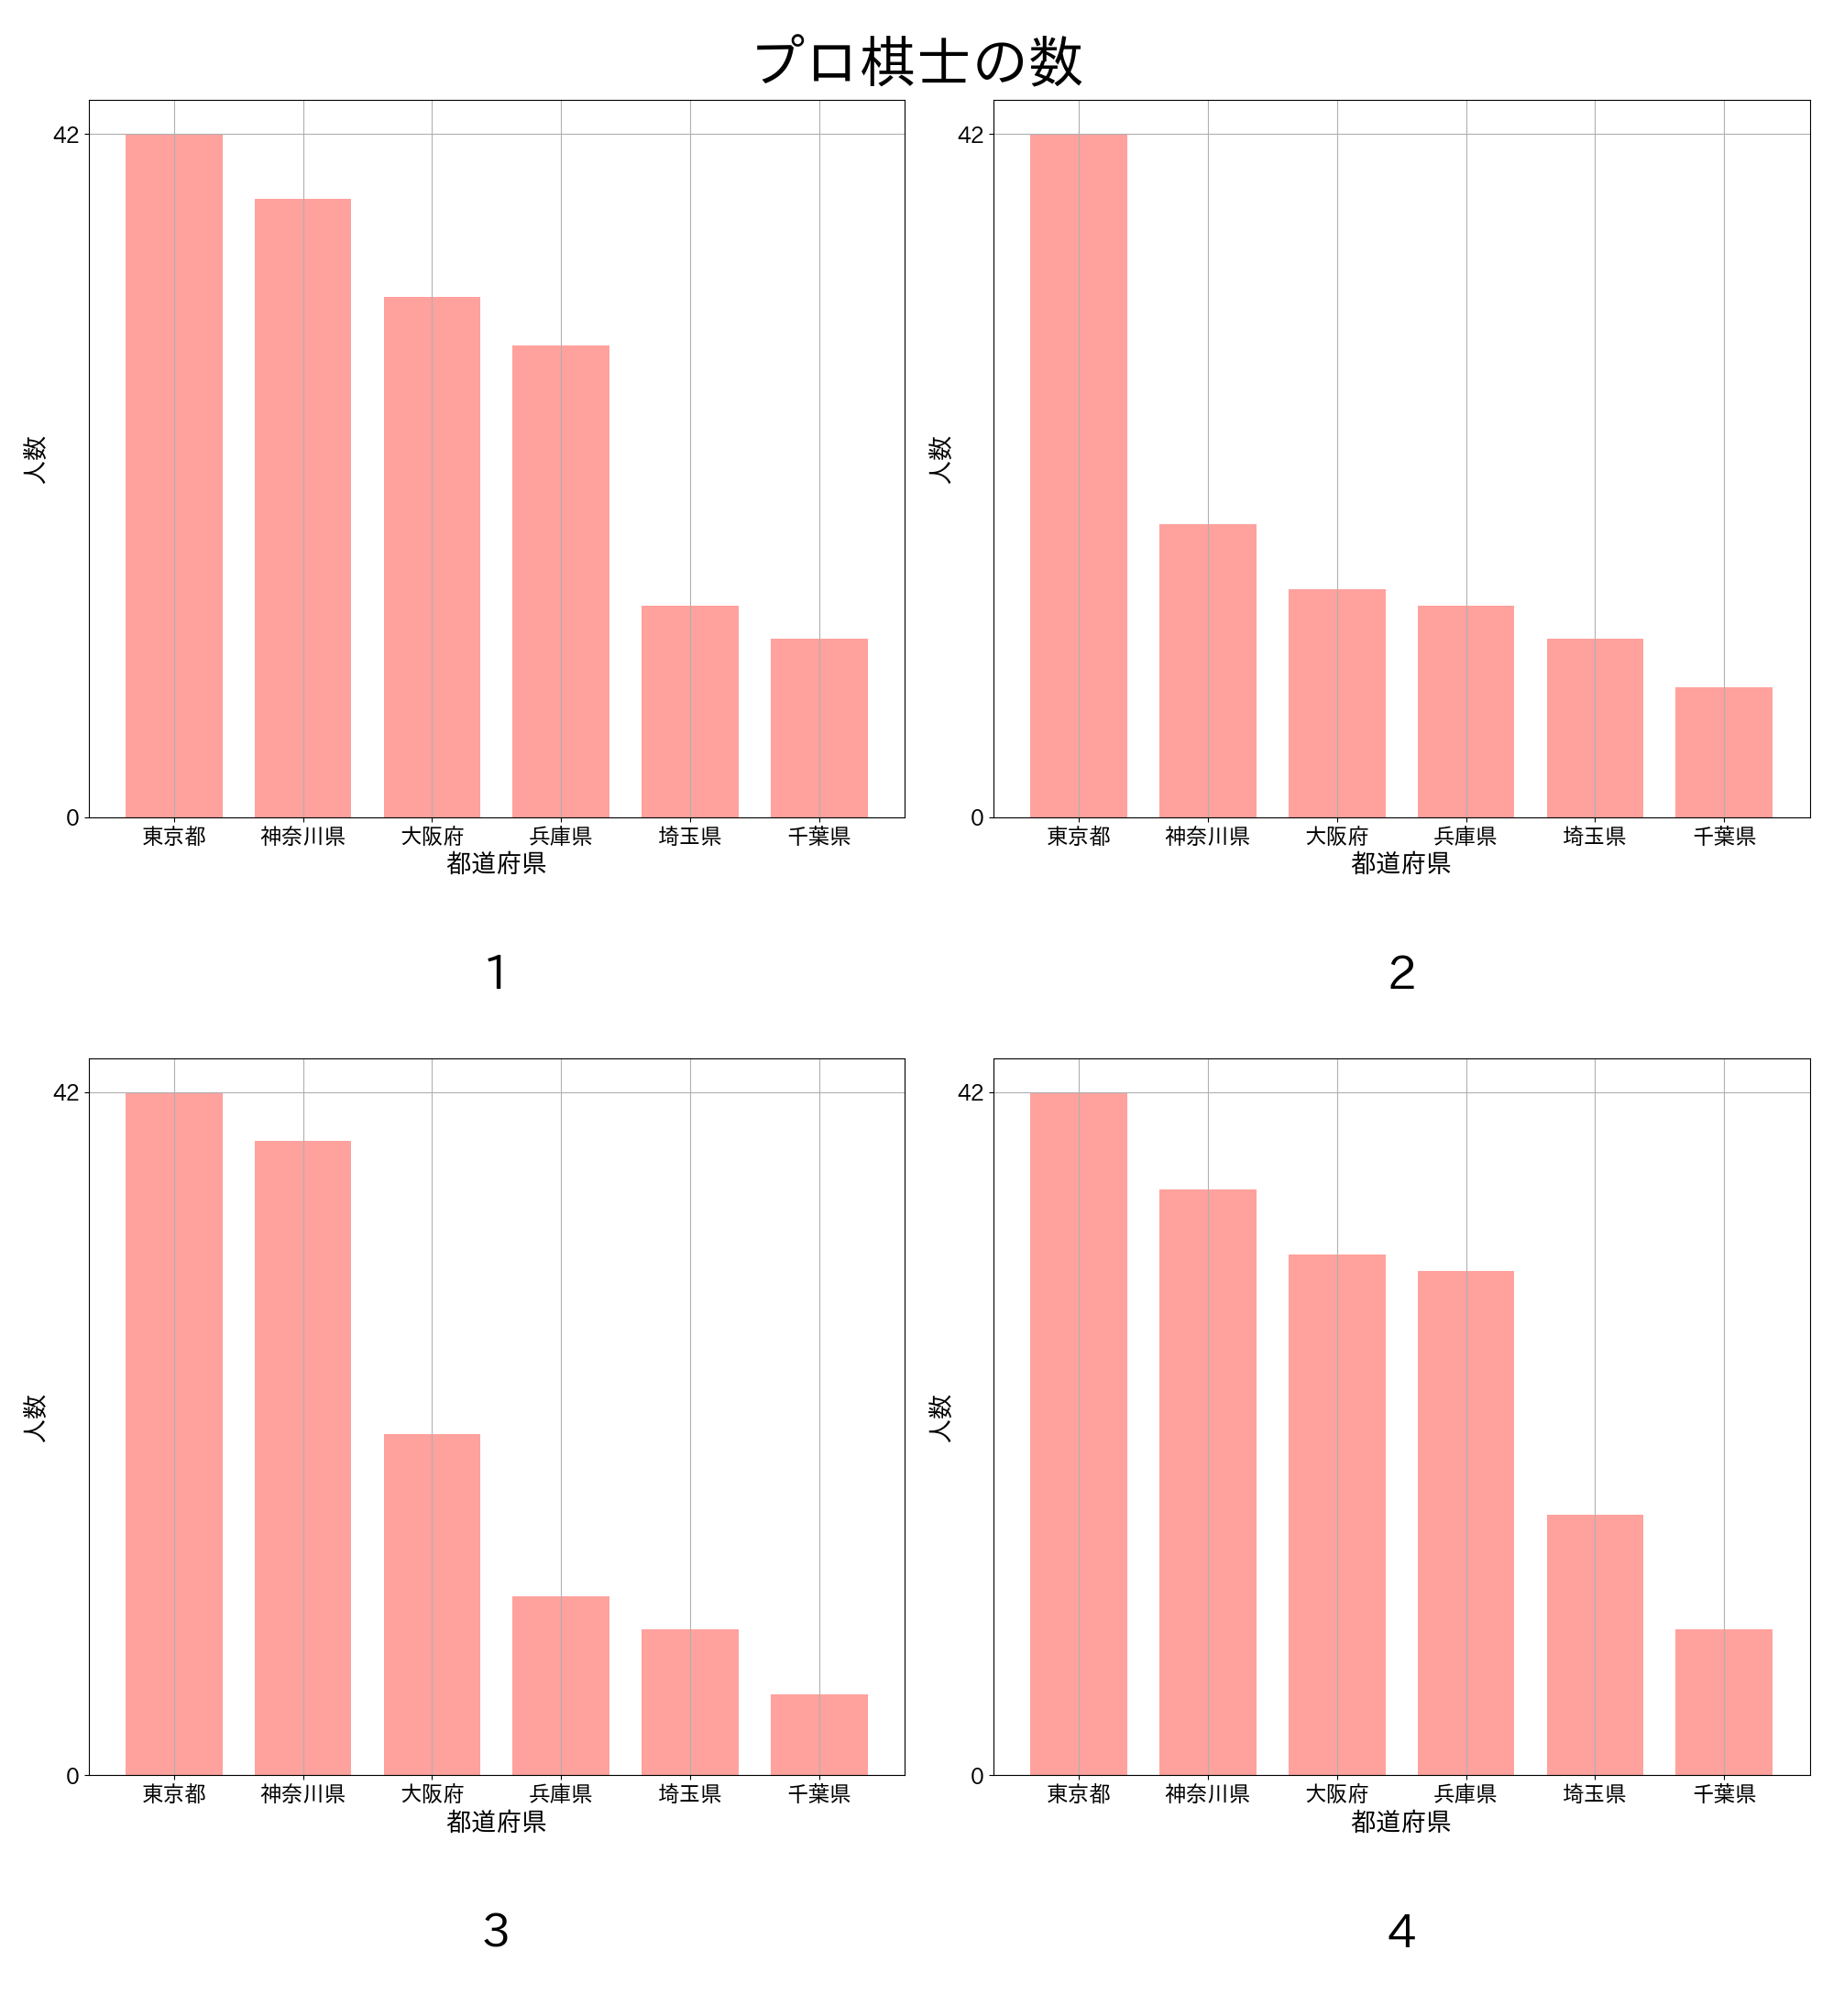 プロ棋士の数
42
0
人数
東京都 神奈川県 大阪府 兵庫県 埼玉県 千葉県
都道府県
1
42
0
人数
東京都 神奈川県 大阪府 兵庫県 埼玉県 千葉県
都道府県
2
42
0
人数
東京都 神奈川県 大阪府 兵庫県 埼玉県 千葉県
都道府県
3
42
0
人数
東京都 神奈川県 大阪府 兵庫県 埼玉県 千葉県
都道府県
4